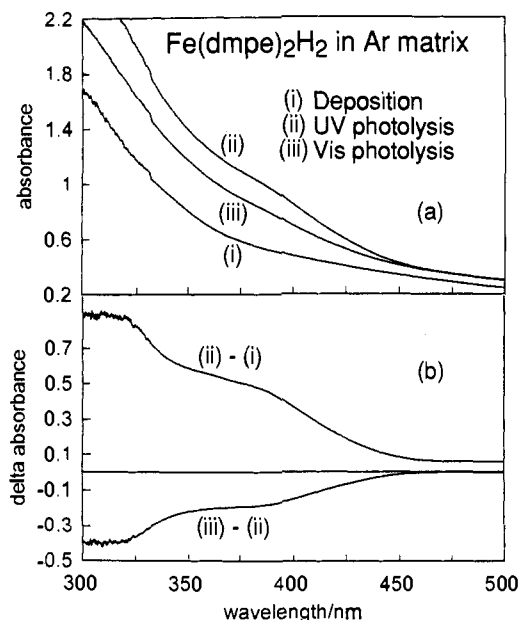 2.2
Fe(dmpe)2H2 in Ar matrix
(i) Deposition
(ii) UV photolysis
(iii) Vis photolysis
1.8
1.4
1
0.6
0.2
absorbance
(ii)
(iii)
(i)
(a)
0.7
0.5
0.3
0.1
-0.1
-0.3
-0.5
delta absorbance
(ii) - (i)
(b)
(iii) - (ii)
300
350
400
450
500
wavelength/nm